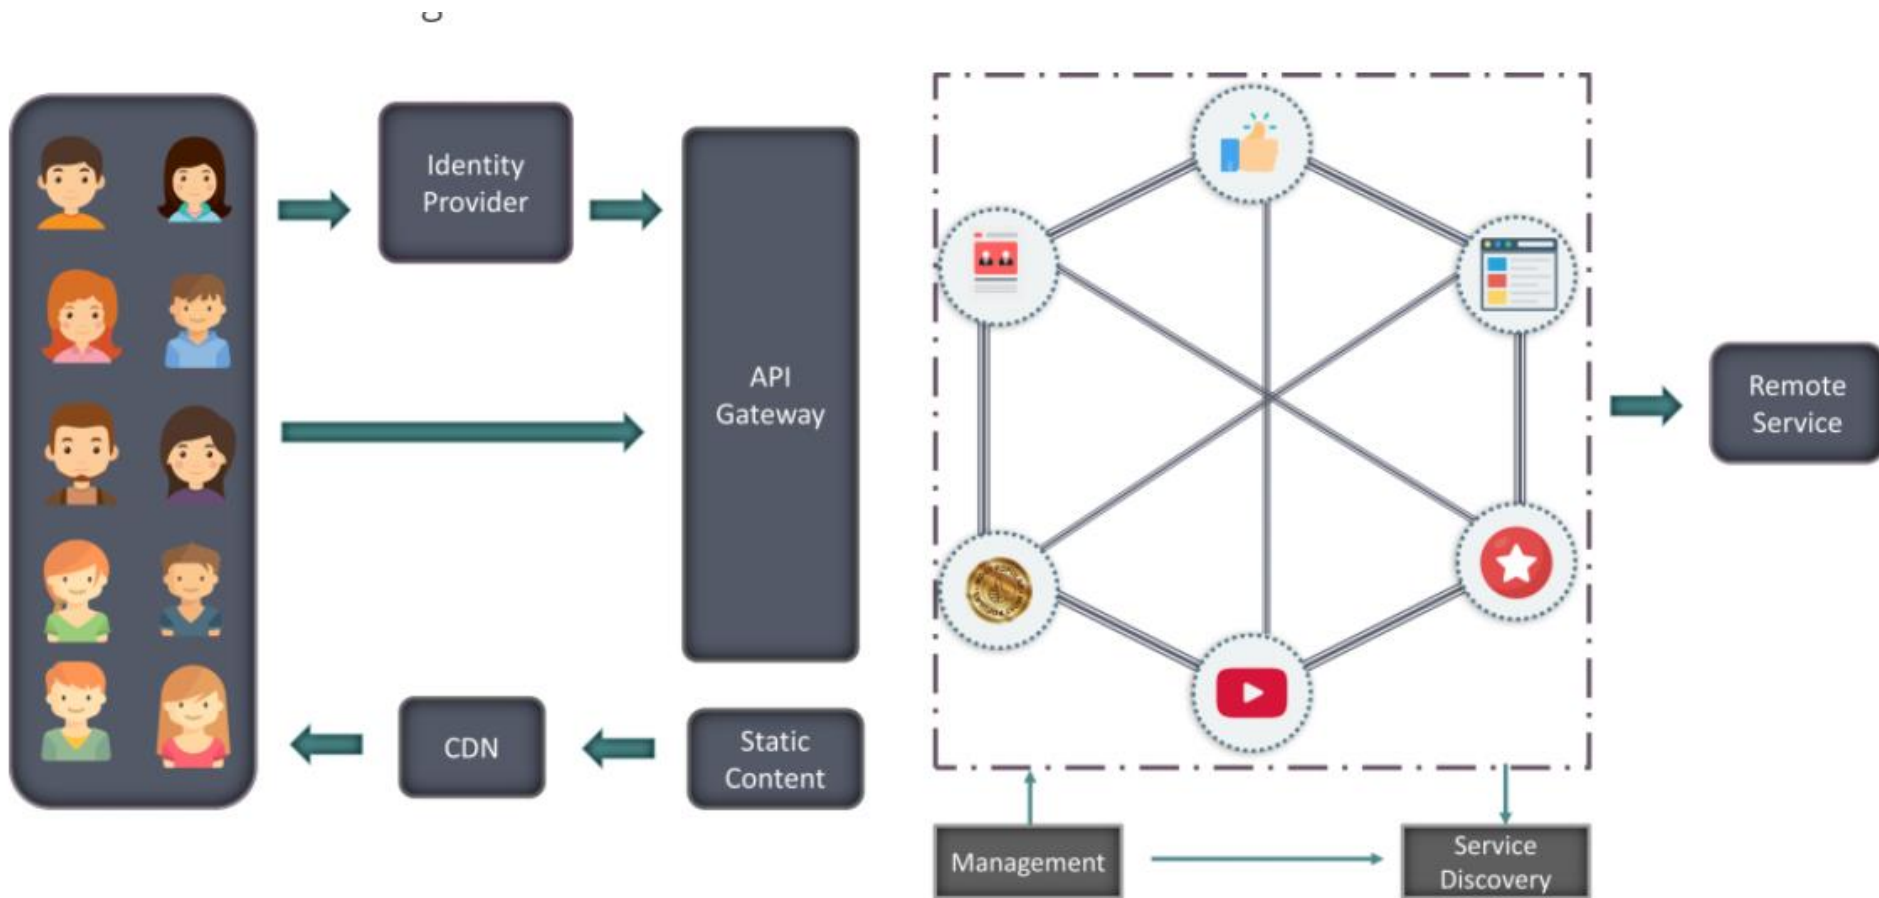 Identity
Provider
API
Gateway
CDN
Static
Content
Remote
Service
Management
Service
Discovery